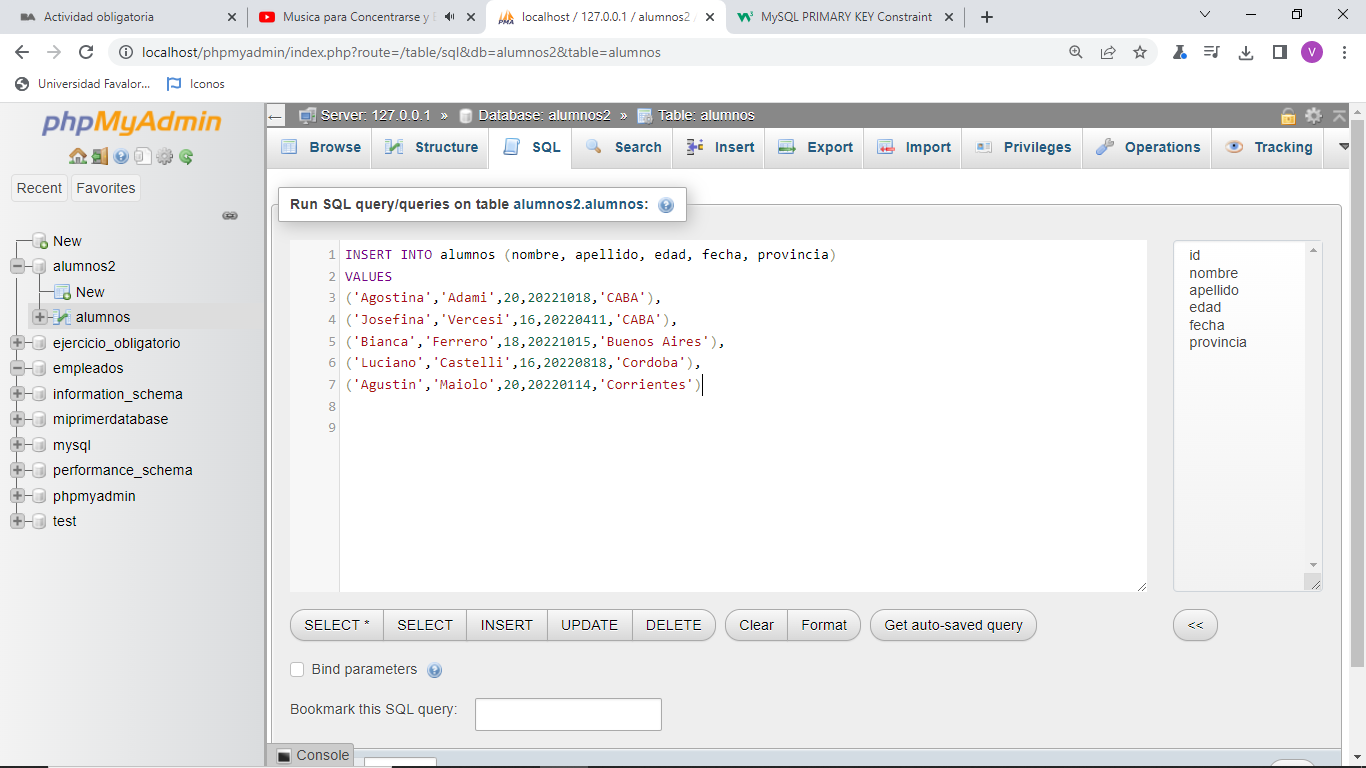 Actividad obligatoria
Musica para Concentrarse y E
localhost / 127.0.0.1 / alumnos2 /
MySQL PRIMARY KEY Constraint
localhost/phpmyadmin/index.php?route=/table/sql&db=alumnos2&table=alumnos
V
Universidad Favalor...
Iconos
phpMyAdmin
Recent
Favorites
New
alumnos2
New
alumnos
ejercicio_obligatorio
empleados
information_schema
miprimerdatabase
mysql
performance_schema
phpmyadmin
test
Server: 127.0.0.1 » Database: alumnos2 » Table: alumnos
Browse Structure SQL Search Insert Export Import Privileges Operations Tracking
Run SQL query/queries on table alumnos2.alumnos:
1 INSERT INTO alumnos (nombre, apellido, edad, fecha, provincia)
2 VALUES
3 ('Agostina','Adami',20,20221018,'CABA'),
4 ('Josefina','Vercesi',16,20220411,'CABA'),
5 ('Bianca','Ferrero',18,20221015,'Buenos Aires'),
6 ('Luciano','Castelli',16,20220818,'Cordoba'),
7 ('Agustin','Maiolo',20,20220114,'Corrientes')
8
9
id
nombre
apellido
edad
fecha
provincia
SELECT * SELECT INSERT UPDATE DELETE Clear Format Get auto-saved query <<
Bind parameters
Bookmark this SQL query:
Console